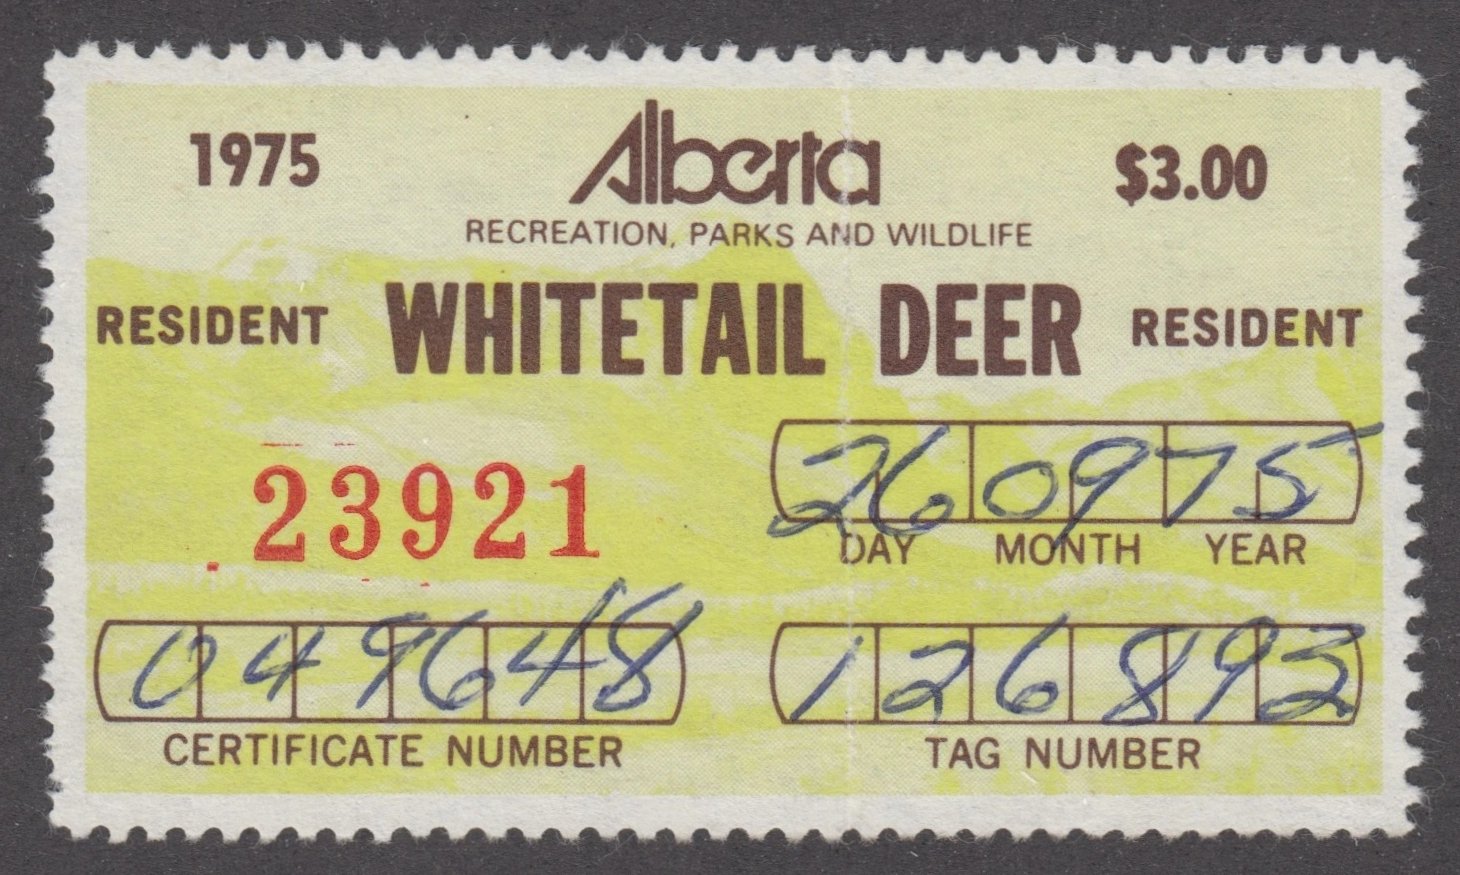 1975 Alberta $3.00
RECREATION, PARKS AND WILDLIFE
RESIDENT WHITETAIL DEER RESIDENT
23921
26 09 75
DAY MONTH YEAR
049648 126893
CERTIFICATE NUMBER TAG NUMBER